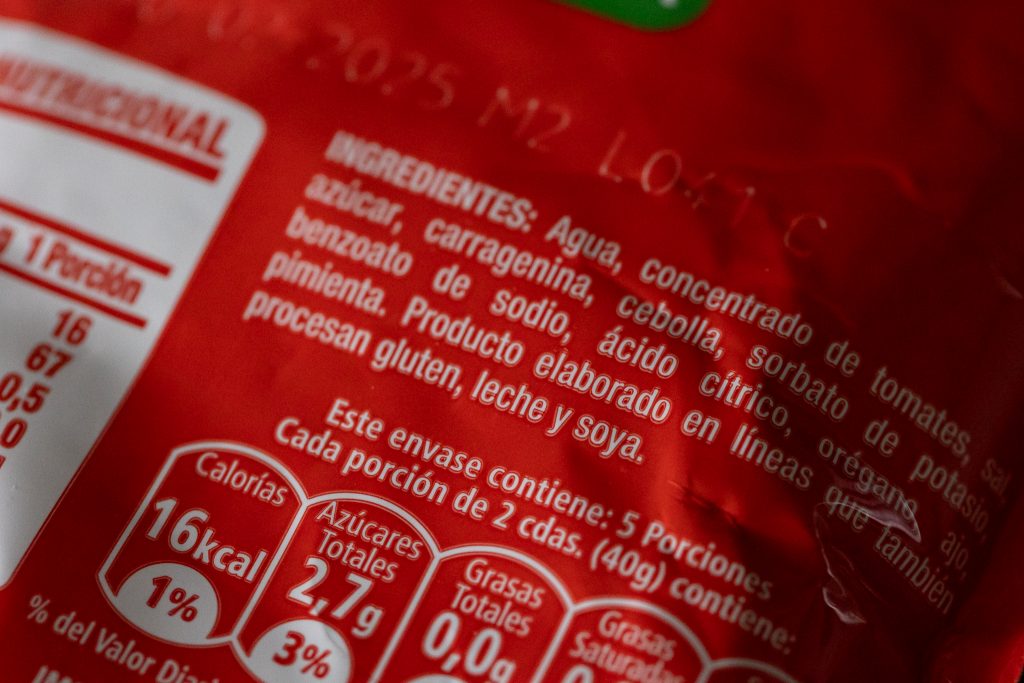 2025 M2 L041 C
NUTRICIONAL
1 Porción
16
67
0,5
INGREDIENTES: Agua, concentrado de tomates, sal,
azúcar, carragenina, cebolla, sorbato de potasio,
benzoato de sodio, ácido cítrico, orégano, ajo,
pimienta. Producto elaborado en líneas que también
procesan gluten, leche y soya.
Este envase contiene: 5 Porciones
Cada porción de 2 cdas. (40g) contiene:
Calorías
16kcal
1%
Azúcares
Totales
2,7g
3%
Grasas
Totales
0,0g
Grasas
Saturadas
% del Valor